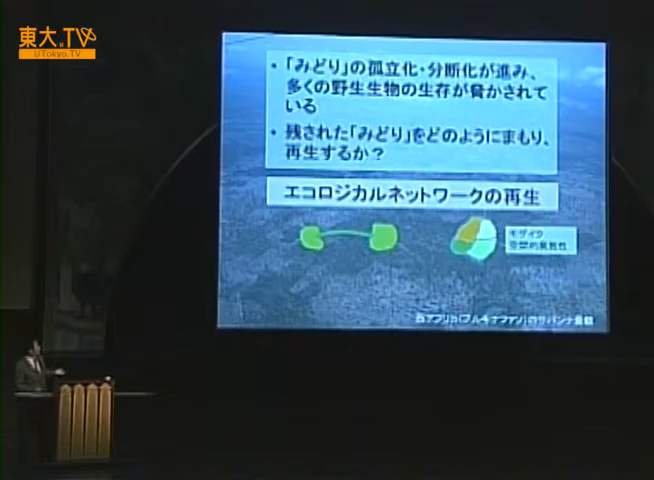 東大.TV
UTokyo.TV
・「みどり」の孤立化・分断化が進み、
多くの野生生物の生存が脅かされて
いる
・残された「みどり」をどのようにまもり、
再生するか？
エコロジカルネットワークの再生
モザイク
空間的異質性
西アフリカ(ブルキナファソ)のサバンナ景観